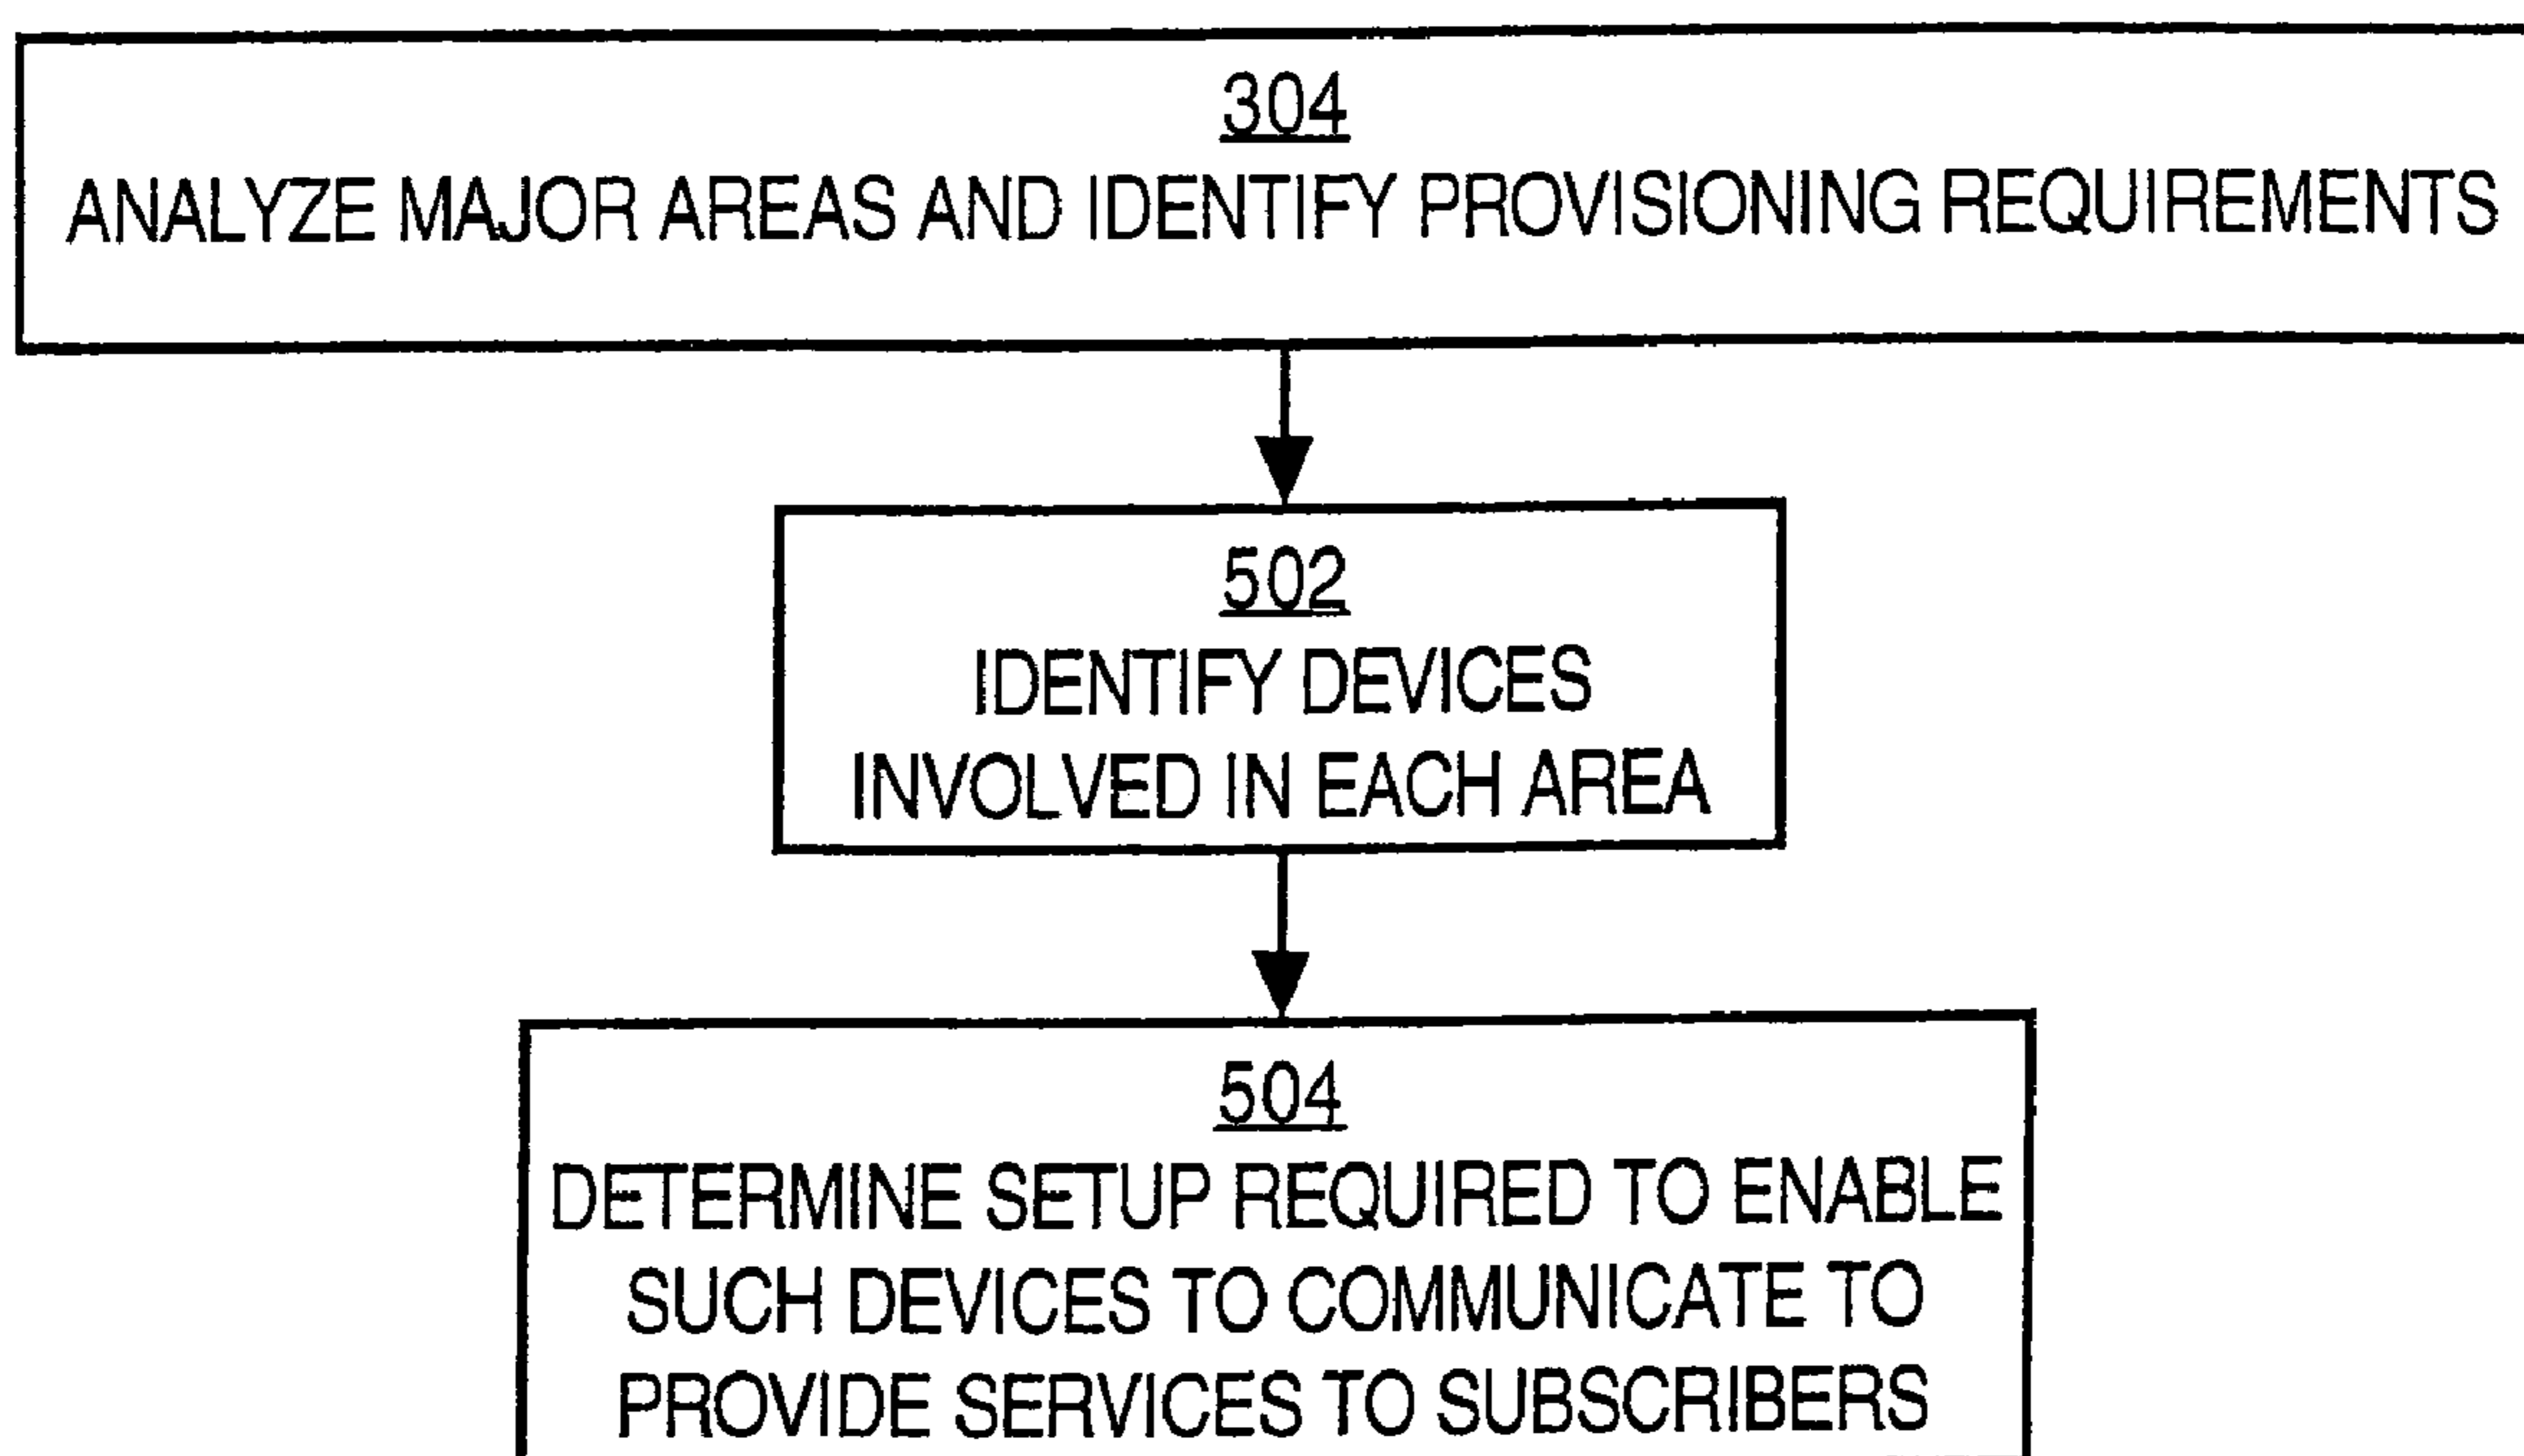 304
ANALYZE MAJOR AREAS AND IDENTIFY PROVISIONING REQUIREMENTS
502
IDENTIFY DEVICES
INVOLVED IN EACH AREA
504
DETERMINE SETUP REQUIRED TO ENABLE
SUCH DEVICES TO COMMUNICATE TO
PROVIDE SERVICES TO SUBSCRIBERS